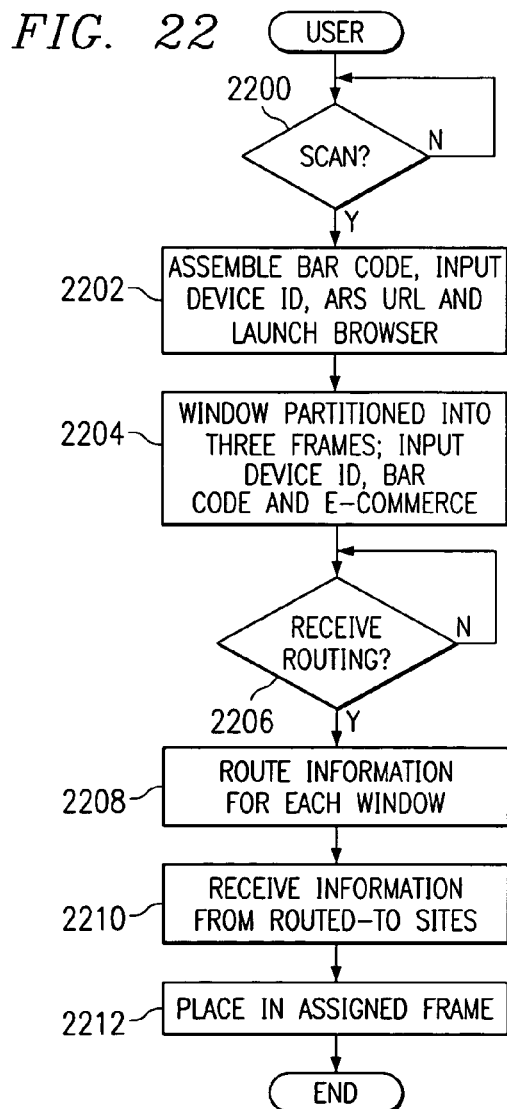 FIG. 22
USER
2200
SCAN?
N
Y
2202
ASSEMBLE BAR CODE, INPUT
DEVICE ID, ARS URL AND
LAUNCH BROWSER
2204
WINDOW PARTITIONED INTO
THREE FRAMES; INPUT
DEVICE ID, BAR
CODE AND E-COMMERCE
RECEIVE
ROUTING?
N
2206
Y
2208
ROUTE INFORMATION
FOR EACH WINDOW
2210
RECEIVE INFORMATION
FROM ROUTED-TO SITES
2212
PLACE IN ASSIGNED FRAME
END